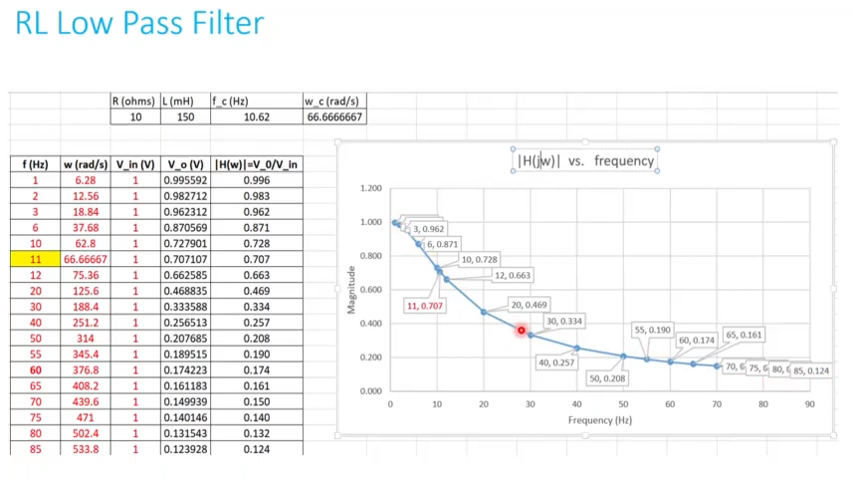 RL Low Pass Filter
R (ohms) L (mH) f_c (Hz) w_c (rad/s)
10 150 10.62 66.6666667
f (Hz) w (rad/s) V_in (V) V_o (V) |H(w)|=V_0/V_in
1 6.28 1 0.995592 0.996
2 12.56 1 0.982712 0.983
3 18.84 1 0.962312 0.962
6 37.68 1 0.870569 0.871
10 62.8 1 0.727901 0.728
11 66.66667 1 0.707107 0.707
12 75.36 1 0.662585 0.663
20 125.6 1 0.468835 0.469
30 188.4 1 0.333588 0.334
40 251.2 1 0.256513 0.257
50 314 1 0.207685 0.208
55 345.4 1 0.189515 0.190
60 376.8 1 0.174223 0.174
65 408.2 1 0.161183 0.161
70 439.6 1 0.149939 0.150
75 471 1 0.140146 0.140
80 502.4 1 0.131543 0.132
85 533.8 1 0.123928 0.124
|H(jw)| vs. frequency
1.200
1.000
0.800
0.600
0.400
0.200
0.000
Magnitude
3, 0.962
6, 0.871
10, 0.728
12, 0.663
11, 0.707
20, 0.469
30, 0.334
40, 0.257
50, 0.208
55, 0.190
60, 0.174
65, 0.161
70, 75, 80, 85, 0.124
0 10 20 30 40 50 60 70 80 90
Frequency (Hz)